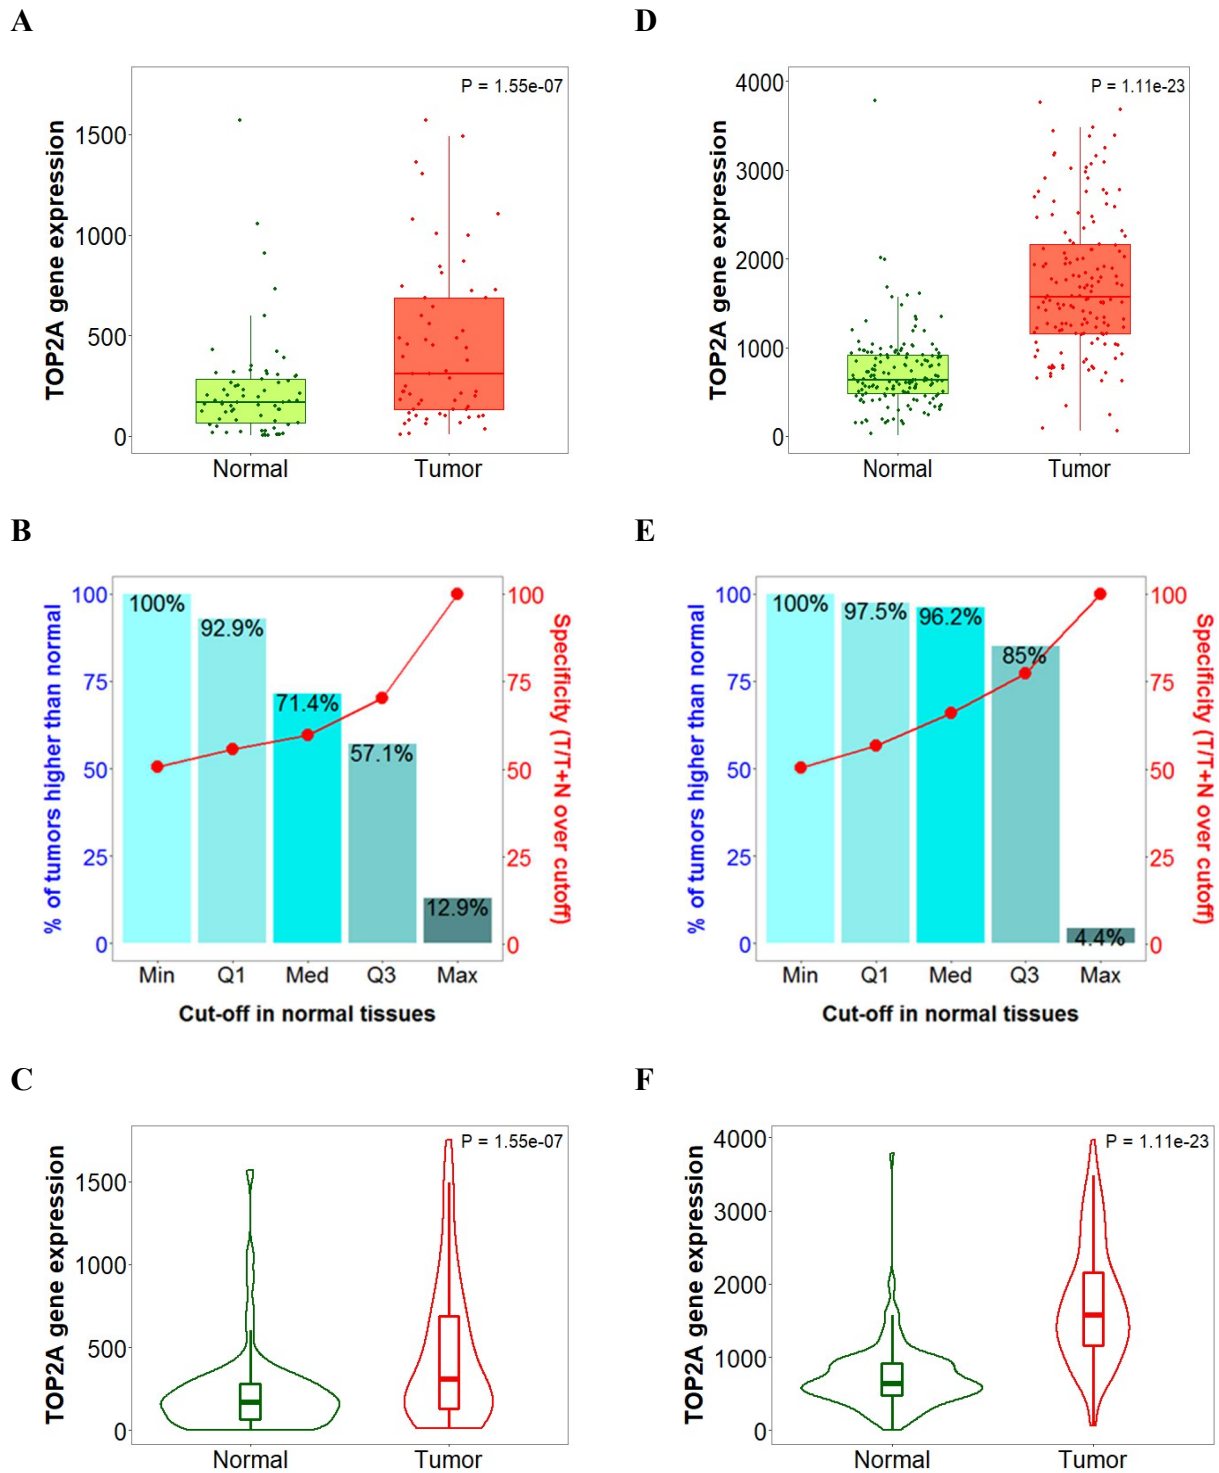 A
P = 1.55e-07
TOP2A gene expression
1500
1000
500
0
Normal Tumor
D
P = 1.11e-23
TOP2A gene expression
4000
3000
2000
1000
0
Normal Tumor
B
% of tumors higher than normal
100
75
50
25
0
100%
92.9%
71.4%
57.1%
12.9%
100
75
50
25
0
Specificity (T/T+N over cutoff)
Min Q1 Med Q3 Max
Cut-off in normal tissues
E
% of tumors higher than normal
100
75
50
25
0
100%
97.5%
96.2%
85%
4.4%
100
75
50
25
0
Specificity (T/T+N over cutoff)
Min Q1 Med Q3 Max
Cut-off in normal tissues
C
P = 1.55e-07
TOP2A gene expression
1500
1000
500
0
Normal Tumor
F
P = 1.11e-23
TOP2A gene expression
4000
3000
2000
1000
0
Normal Tumor